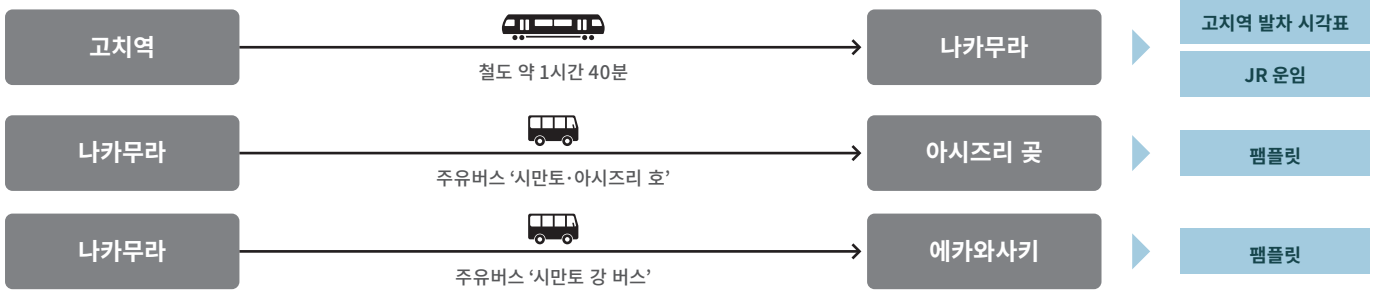 고치역
철도 약 1시간 40분
나카무라
고치역 발차 시각표
JR 운임
나카무라
주유버스 ‘시만토·아시즈리 호’
아시즈리 곶
팸플릿
나카무라
주유버스 ‘시만토 강 버스’
에카와사키
팸플릿